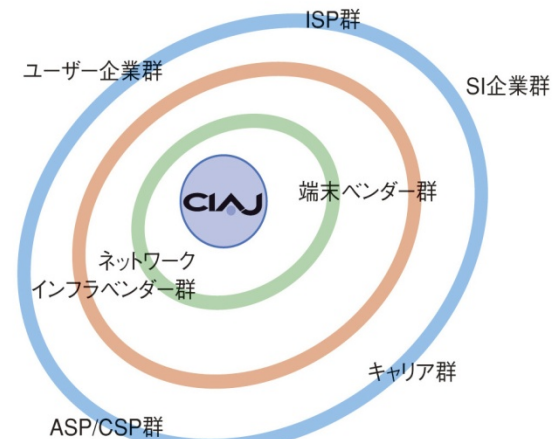 ISP群
ユーザー企業群
SI企業群
CIAJ
端末ベンダー群
ネットワーク
インフラベンダー群
キャリア群
ASP/CSP群